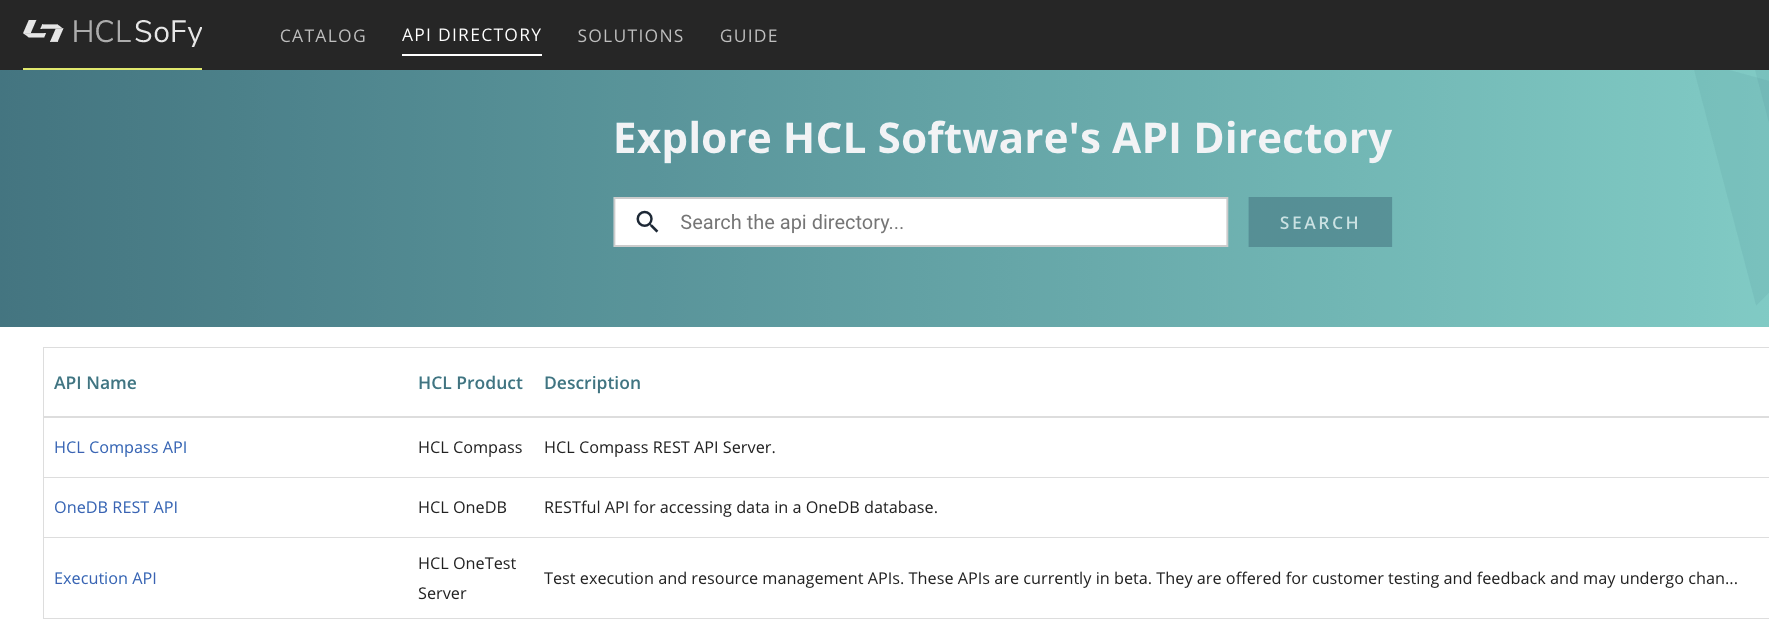 HCL SoFy
CATALOG
API DIRECTORY
SOLUTIONS
GUIDE
Explore HCL Software's API Directory
Search the api directory...
SEARCH
API Name
HCL Product
Description
HCL Compass API
HCL Compass
HCL Compass REST API Server.
OneDB REST API
HCL OneDB
RESTful API for accessing data in a OneDB database.
Execution API
HCL OneTest
Server
Test execution and resource management APIs. These APIs are currently in beta. They are offered for customer testing and feedback and may undergo chan...